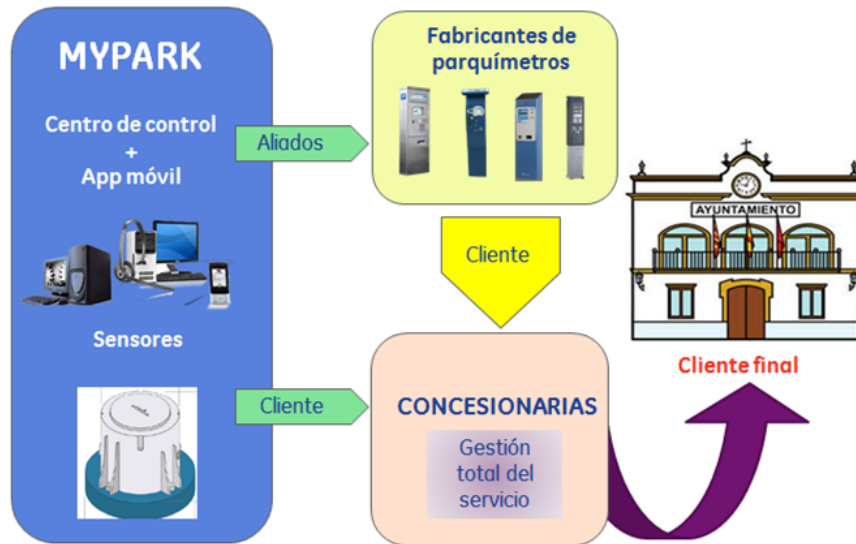 MYPARK
Centro de control
+
App móvil
Sensores
Aliados
Cliente
Fabricantes de
parquímetros
Cliente
CONCESIONARIAS
Gestión
total del
servicio
AYUNTAMIENTO
Cliente final